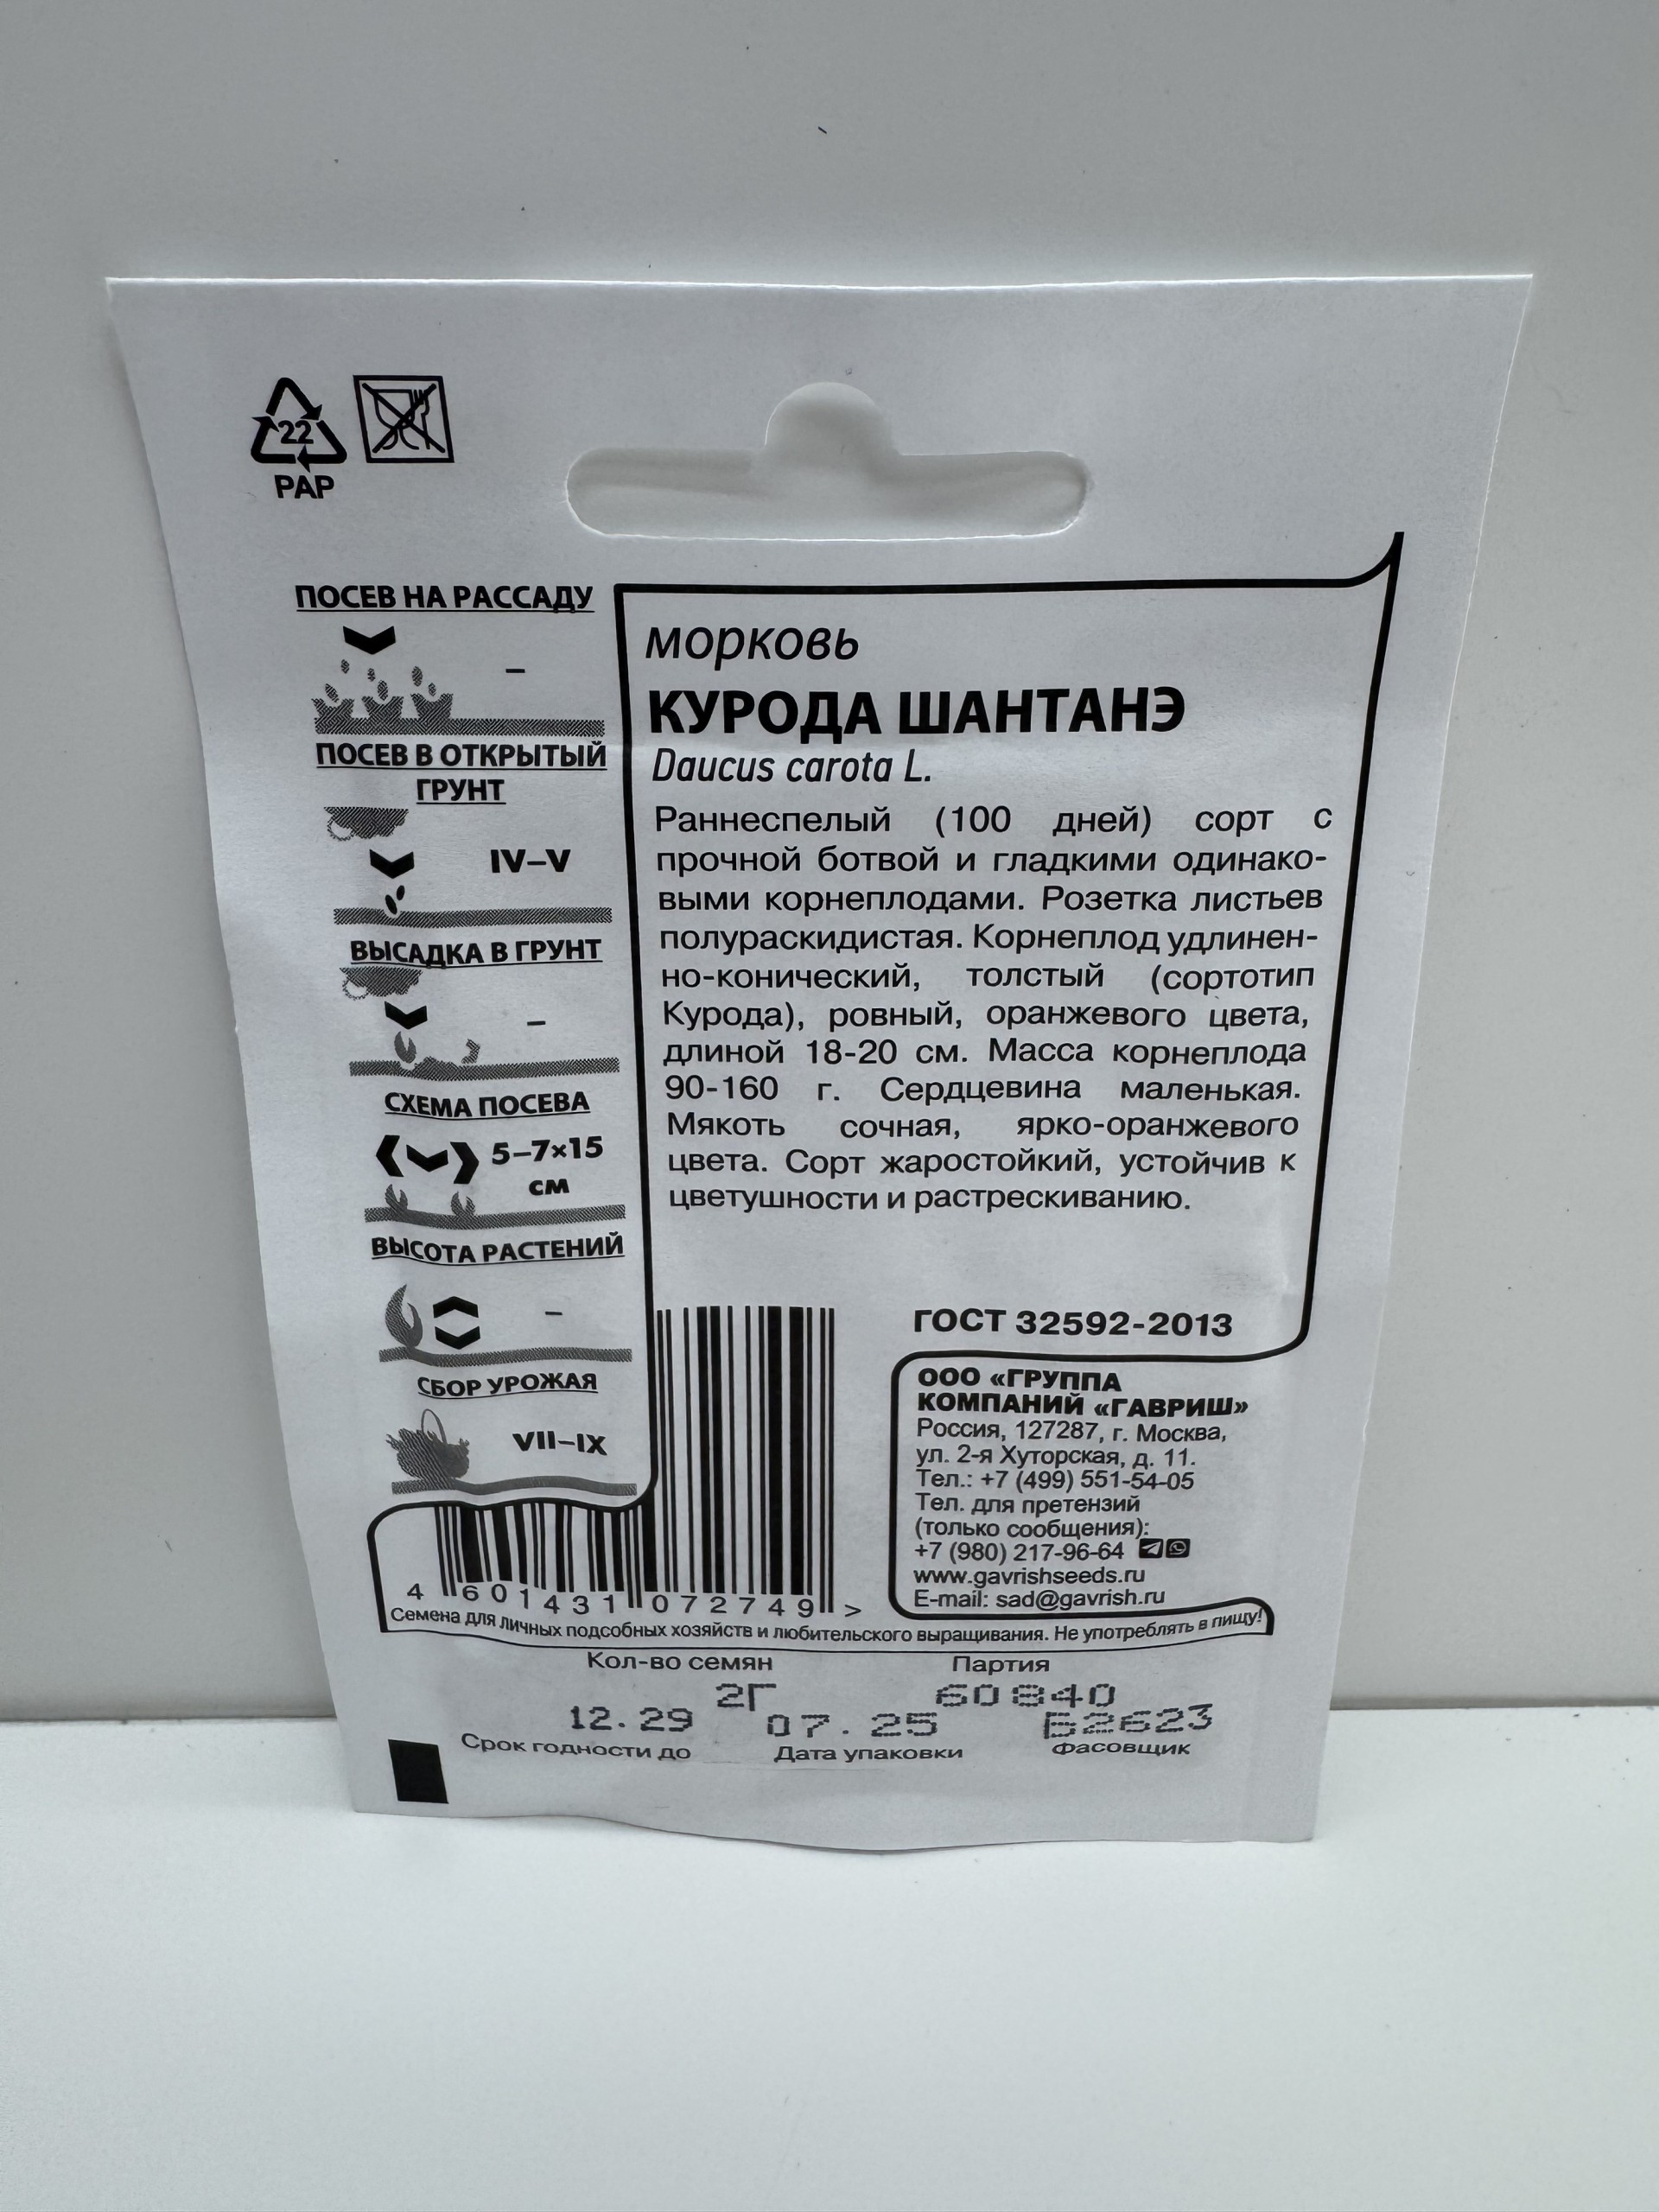 22
PAP
ПОСЕВ НА РАССАДУ
–
ПОСЕВ В ОТКРЫТЫЙ
ГРУНТ
IV–V
ВЫСАДКА В ГРУНТ
–
СХЕМА ПОСЕВА
5–7×15
см
ВЫСОТА РАСТЕНИЙ
–
СБОР УРОЖАЯ
VII–IX
морковь
КУРОДА ШАНТАНЭ
Daucus carota L.
Раннеспелый (100 дней) сорт с
прочной ботвой и гладкими одинако-
выми корнеплодами. Розетка листьев
полураскидистая. Корнеплод удлинен-
но-конический, толстый (сортотип
Курода), ровный, оранжевого цвета,
длиной 18-20 см. Масса корнеплода
90-160 г. Сердцевина маленькая.
Мякоть сочная, ярко-оранжевого
цвета. Сорт жаростойкий, устойчив к
цветушности и растрескиванию.
ГОСТ 32592-2013
ООО «ГРУППА
КОМПАНИЙ «ГАВРИШ»
Россия, 127287, г. Москва,
ул. 2-я Хуторская, д. 11.
Тел.: +7 (499) 551-54-05
Тел. для претензий
(только сообщения):
+7 (980) 217-96-64
www.gavrishseeds.ru
E-mail: sad@gavrish.ru
4 601431 072749 >
Семена для личных подсобных хозяйств и любительского выращивания. Не употреблять в пищу!
Кол-во семян Партия
2Г 60840
12.29 07.25 Б2623
Срок годности до Дата упаковки Фасовщик